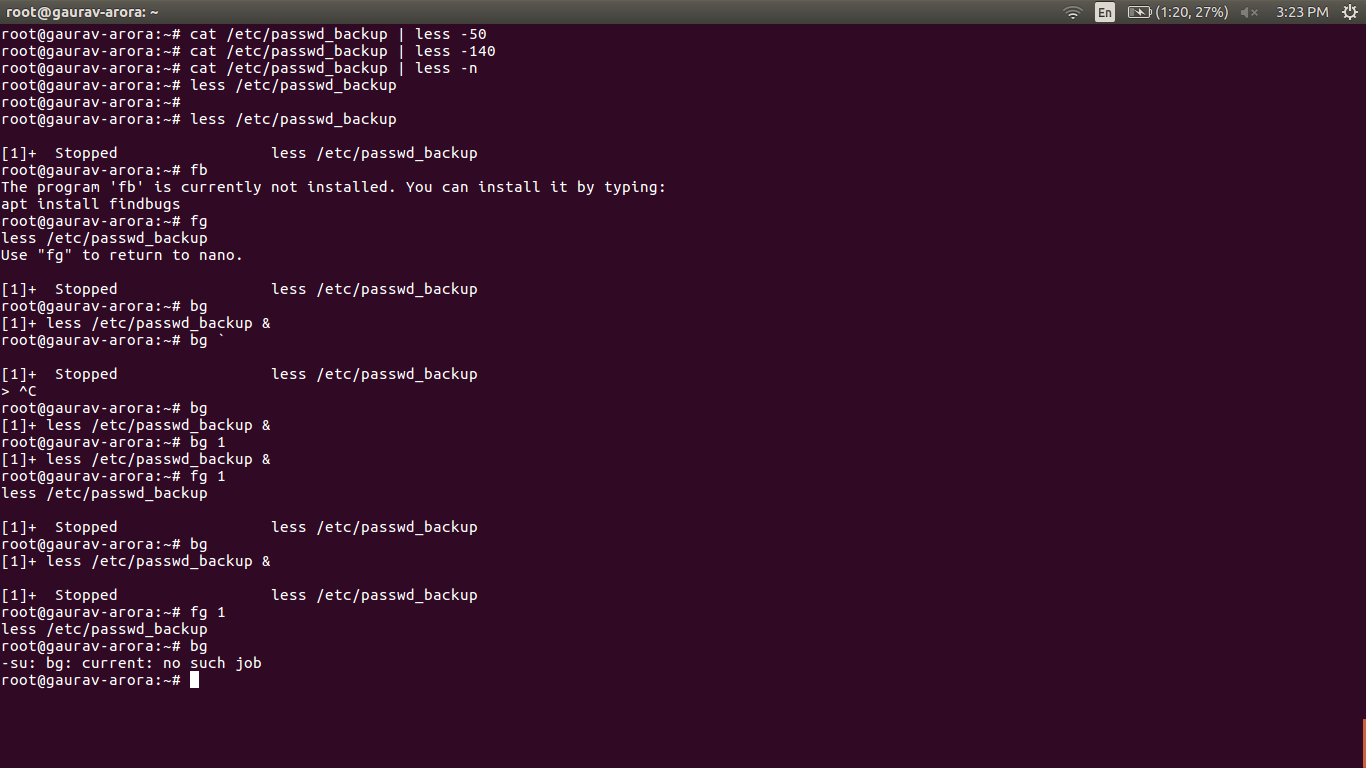 root@gaurav-arora: ~
En (1:20, 27%) 3:23 PM
root@gaurav-arora:~# cat /etc/passwd_backup | less -50
root@gaurav-arora:~# cat /etc/passwd_backup | less -140
root@gaurav-arora:~# cat /etc/passwd_backup | less -n
root@gaurav-arora:~# less /etc/passwd_backup
root@gaurav-arora:~#
root@gaurav-arora:~# less /etc/passwd_backup
[1]+  Stopped                 less /etc/passwd_backup
root@gaurav-arora:~# fb
The program 'fb' is currently not installed. You can install it by typing:
apt install findbugs
root@gaurav-arora:~# fg
less /etc/passwd_backup
Use "fg" to return to nano.
[1]+  Stopped                 less /etc/passwd_backup
root@gaurav-arora:~# bg
[1]+ less /etc/passwd_backup &
root@gaurav-arora:~# bg `
[1]+  Stopped                 less /etc/passwd_backup
> ^C
root@gaurav-arora:~# bg
[1]+ less /etc/passwd_backup &
root@gaurav-arora:~# bg 1
[1]+ less /etc/passwd_backup &
root@gaurav-arora:~# fg 1
less /etc/passwd_backup
[1]+  Stopped                 less /etc/passwd_backup
root@gaurav-arora:~# bg
[1]+ less /etc/passwd_backup &
[1]+  Stopped                 less /etc/passwd_backup
root@gaurav-arora:~# fg 1
less /etc/passwd_backup
root@gaurav-arora:~# bg
-su: bg: current: no such job
root@gaurav-arora:~#